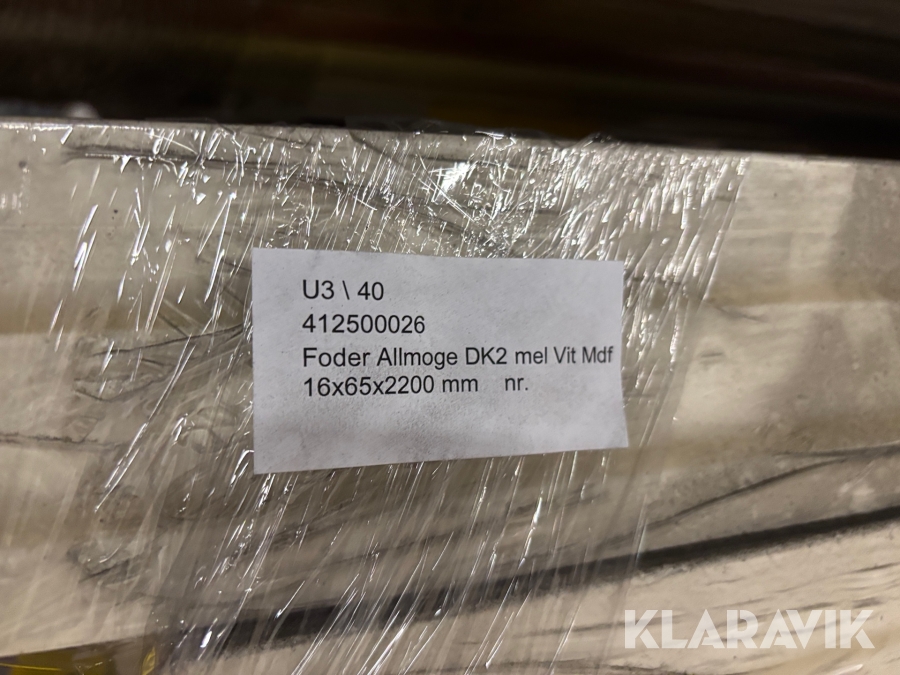 U3 \ 40
412500026
Foder Allmoge DK2 mel Vit Mdf
16x65x2200 mm nr.
KLARAVIK